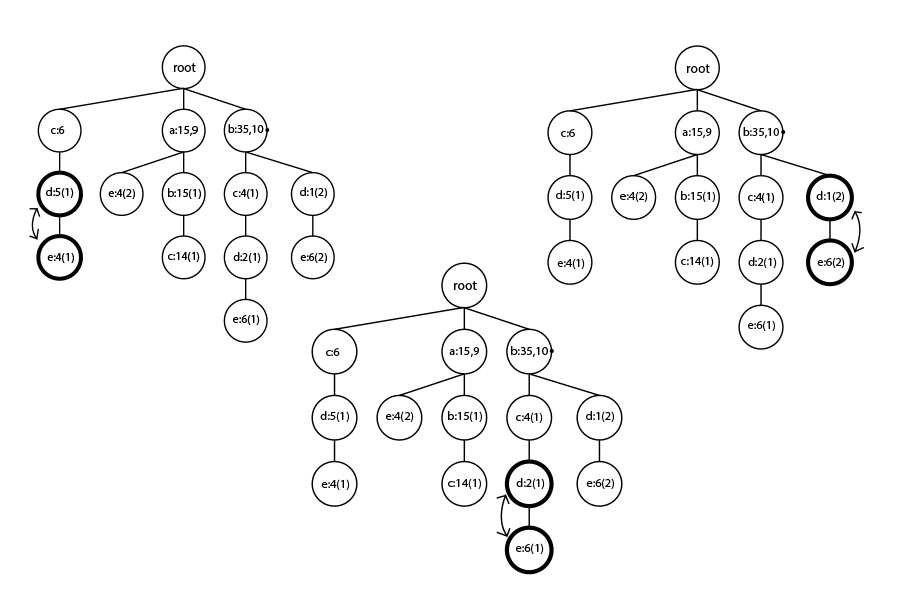 root
c:6
a:15,9
b:35,10
d:5(1)
e:4(2)
b:15(1)
c:4(1)
d:1(2)
e:4(1)
c:14(1)
d:2(1)
e:6(2)
e:6(1)
root
c:6
a:15,9
b:35,10
d:5(1)
e:4(2)
b:15(1)
c:4(1)
d:1(2)
e:4(1)
c:14(1)
d:2(1)
e:6(2)
e:6(1)
root
c:6
a:15,9
b:35,10
d:5(1)
e:4(2)
b:15(1)
c:4(1)
d:1(2)
e:4(1)
c:14(1)
d:2(1)
e:6(2)
e:6(1)